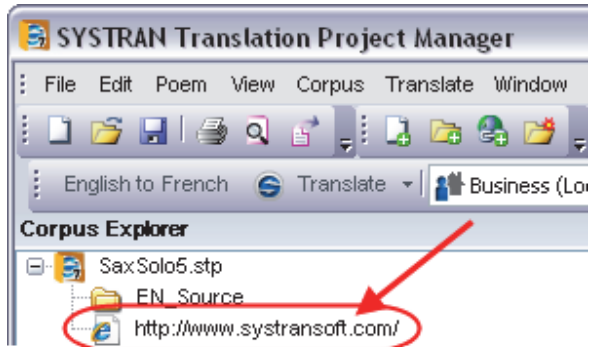 SYSTRAN Translation Project Manager
File Edit Poem View Corpus Translate Window
English to French Translate Business (Lo
Corpus Explorer
SaxSolo5.stp
EN_Source
http://www.systransoft.com/